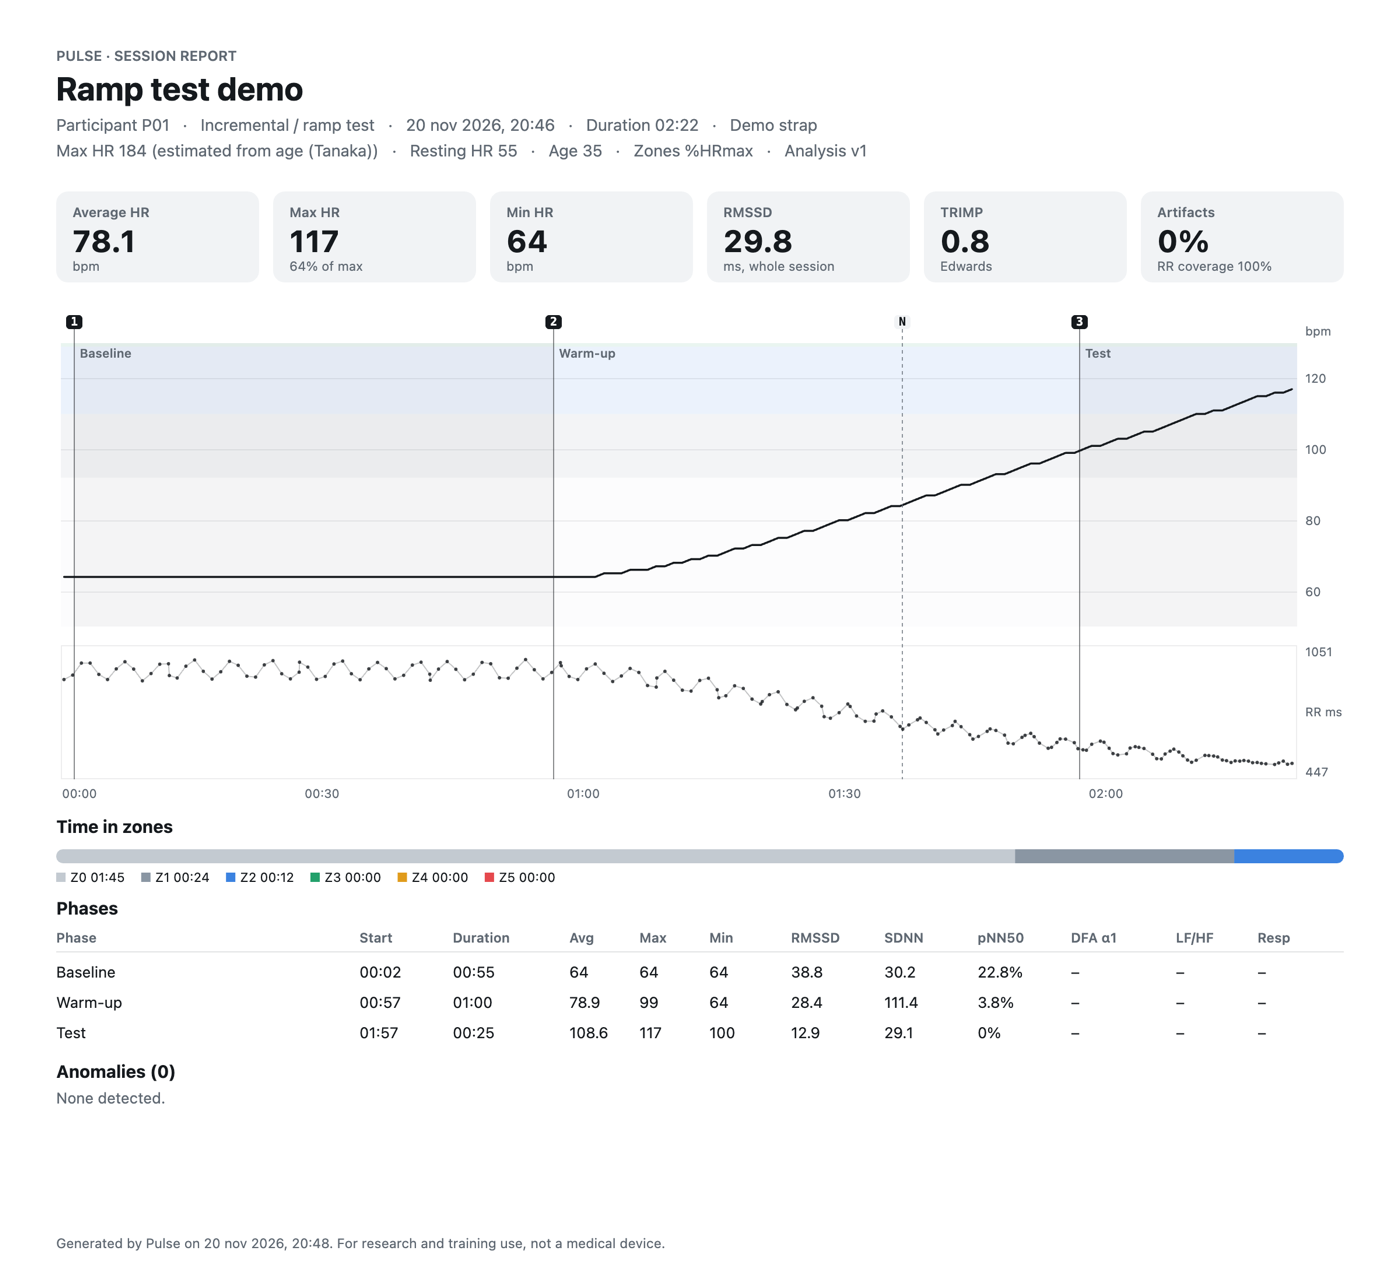 PULSE · SESSION REPORT
Ramp test demo
Participant P01 · Incremental / ramp test · 20 nov 2026, 20:46 · Duration 02:22 · Demo strap
Max HR 184 (estimated from age (Tanaka)) · Resting HR 55 · Age 35 · Zones %HRmax · Analysis v1
Average HR Max HR Min HR RMSSD TRIMP Artifacts
78.1 117 64 29.8 0.8 0%
bpm 64% of max bpm ms, whole session Edwards RR coverage 100%
1 2 N 3
bpm
Baseline Warm-up Test
120
100
80
60
1051
RR ms
447
00:00 00:30 01:00 01:30 02:00
Time in zones
Z0 01:45 Z1 00:24 Z2 00:12 Z3 00:00 Z4 00:00 Z5 00:00
Phases
Phase Start Duration Avg Max Min RMSSD SDNN pNN50 DFA α1 LF/HF Resp
Baseline 00:02 00:55 64 64 64 38.8 30.2 22.8% – – –
Warm-up 00:57 01:00 78.9 99 64 28.4 111.4 3.8% – – –
Test 01:57 00:25 108.6 117 100 12.9 29.1 0% – – –
Anomalies (0)
None detected.
Generated by Pulse on 20 nov 2026, 20:48. For research and training use, not a medical device.